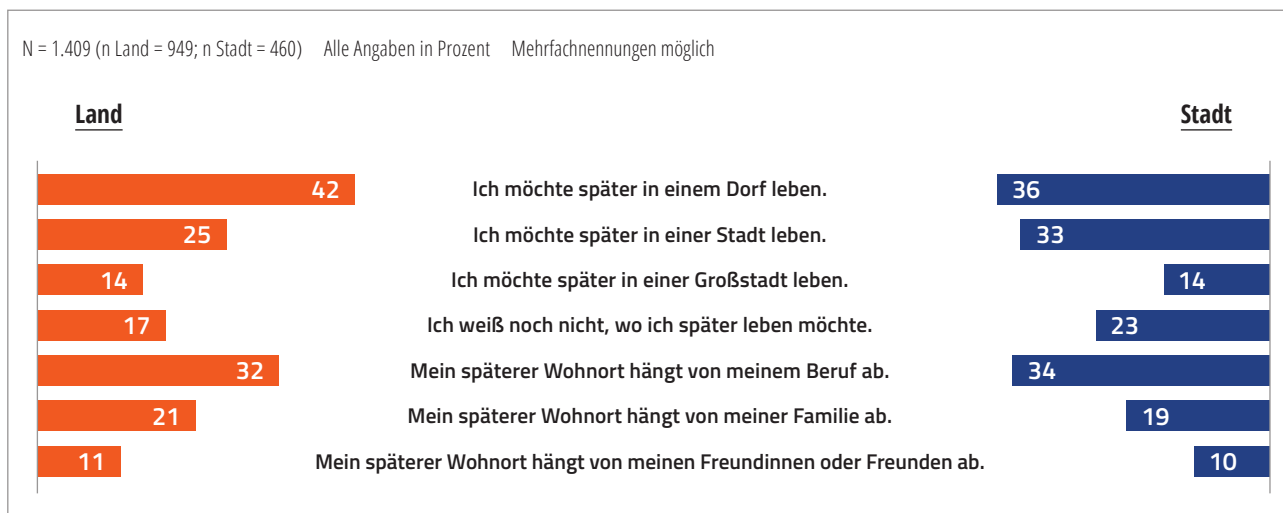 N = 1.409 (n Land = 949; n Stadt = 460) Alle Angaben in Prozent Mehrfachnennungen möglich
Land Stadt
42 Ich möchte später in einem Dorf leben. 36
25 Ich möchte später in einer Stadt leben. 33
14 Ich möchte später in einer Großstadt leben. 14
17 Ich weiß noch nicht, wo ich später leben möchte. 23
32 Mein späterer Wohnort hängt von meinem Beruf ab. 34
21 Mein späterer Wohnort hängt von meiner Familie ab. 19
11 Mein späterer Wohnort hängt von meinen Freundinnen oder Freunden ab. 10